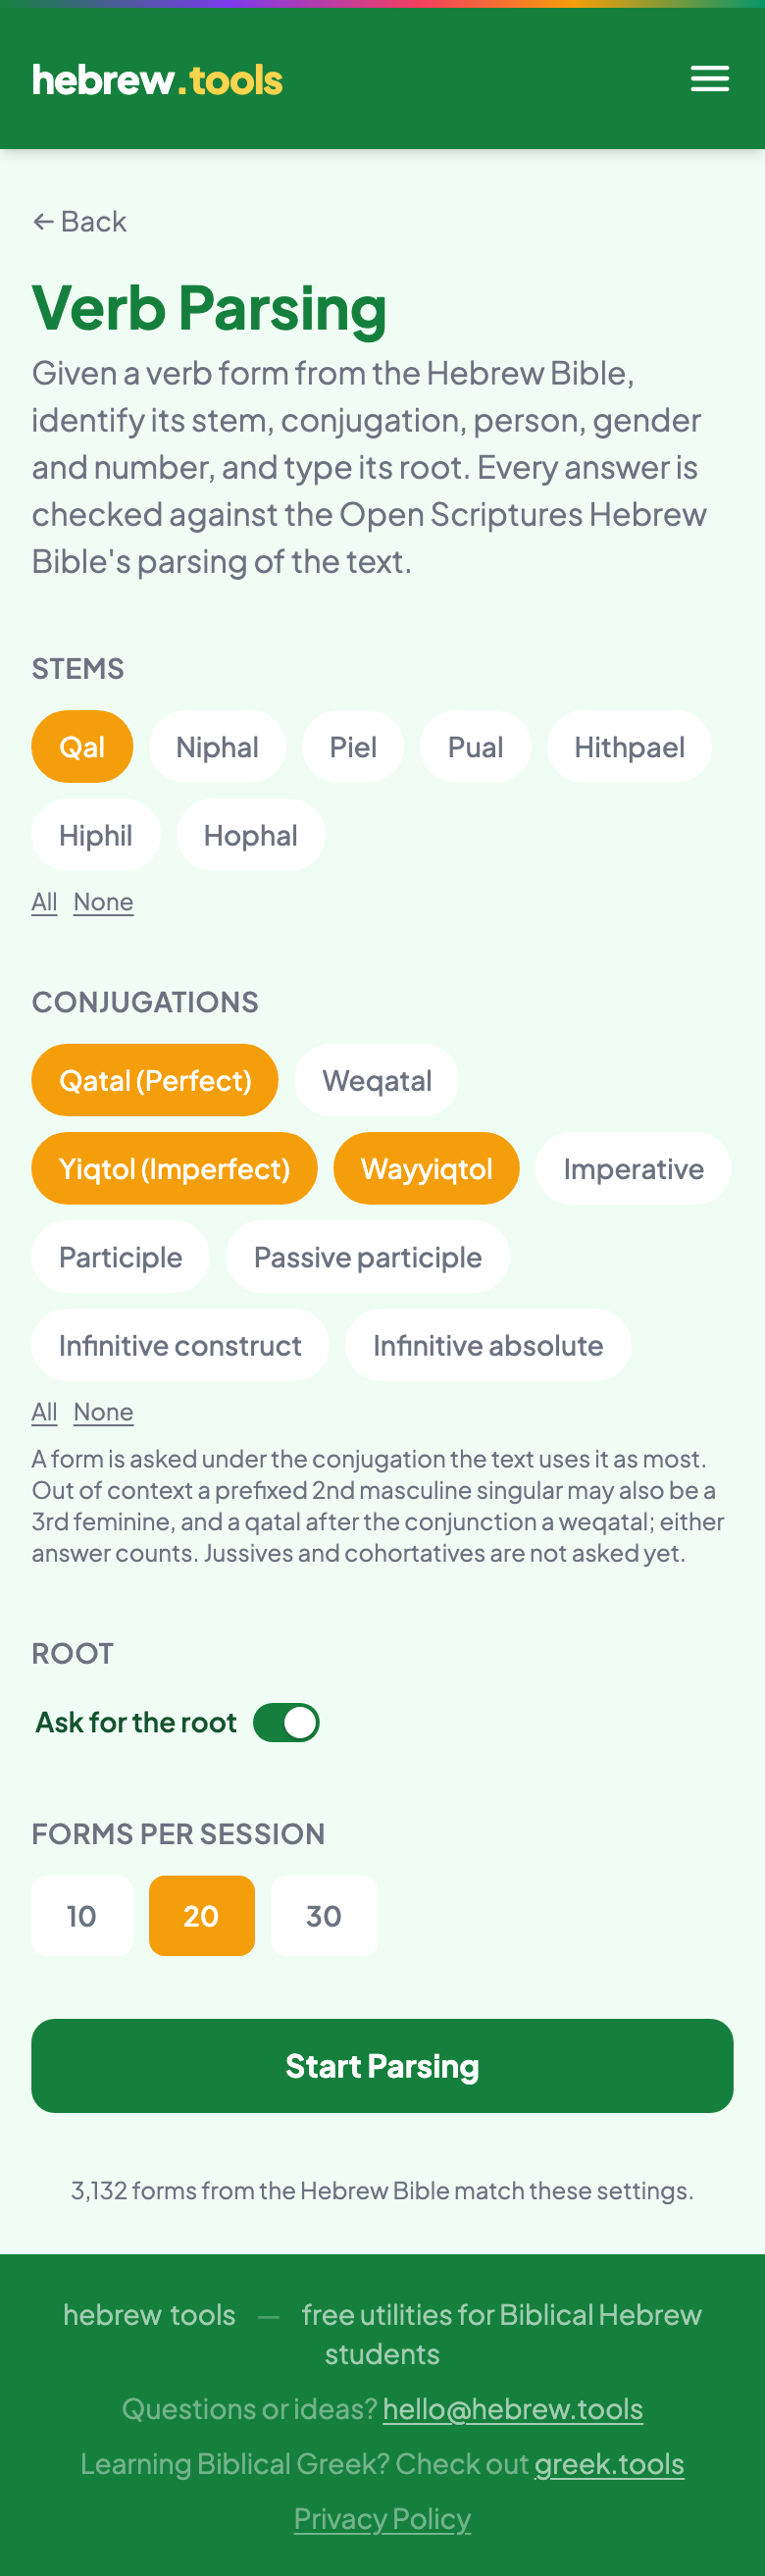 hebrew.tools
← Back
Verb Parsing
Given a verb form from the Hebrew Bible,
identify its stem, conjugation, person, gender
and number, and type its root. Every answer is
checked against the Open Scriptures Hebrew
Bible's parsing of the text.
STEMS
Qal Niphal Piel Pual Hithpael
Hiphil Hophal
All None
CONJUGATIONS
Qatal (Perfect) Weqatal
Yiqtol (Imperfect) Wayyiqtol Imperative
Participle Passive participle
Infinitive construct Infinitive absolute
All None
A form is asked under the conjugation the text uses it as most.
Out of context a prefixed 2nd masculine singular may also be a
3rd feminine, and a qatal after the conjunction a weqatal; either
answer counts. Jussives and cohortatives are not asked yet.
ROOT
Ask for the root
FORMS PER SESSION
10 20 30
Start Parsing
3,132 forms from the Hebrew Bible match these settings.
hebrew tools — free utilities for Biblical Hebrew
students
Questions or ideas? hello@hebrew.tools
Learning Biblical Greek? Check out greek.tools
Privacy Policy